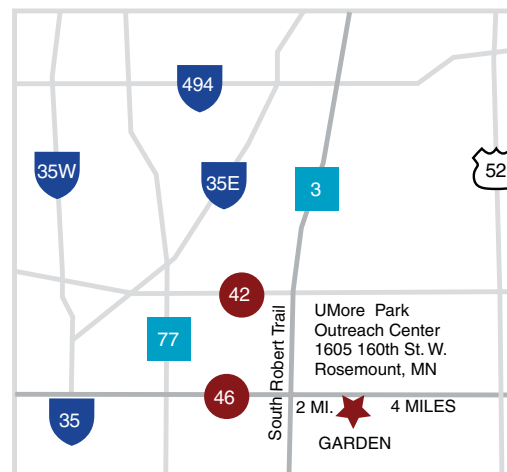 494
35W
35E
3
52
42
UMore Park
Outreach Center
1605 160th St. W.
Rosemount, MN
77
South Robert Trail
46
2 MI.
4 MILES
35
GARDEN